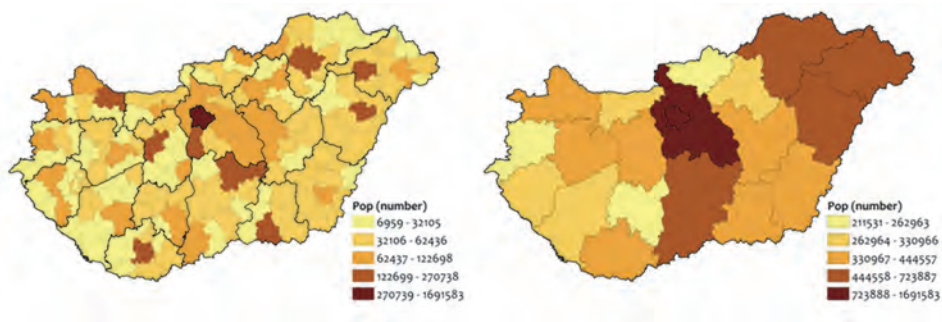 Pop (number)
6959 - 32105
32106 - 62436
62437 - 122698
122699 - 270738
270739 - 1691583
Pop (number)
211531 - 262963
262964 - 330966
330967 - 444557
444558 - 723887
723888 - 1691583